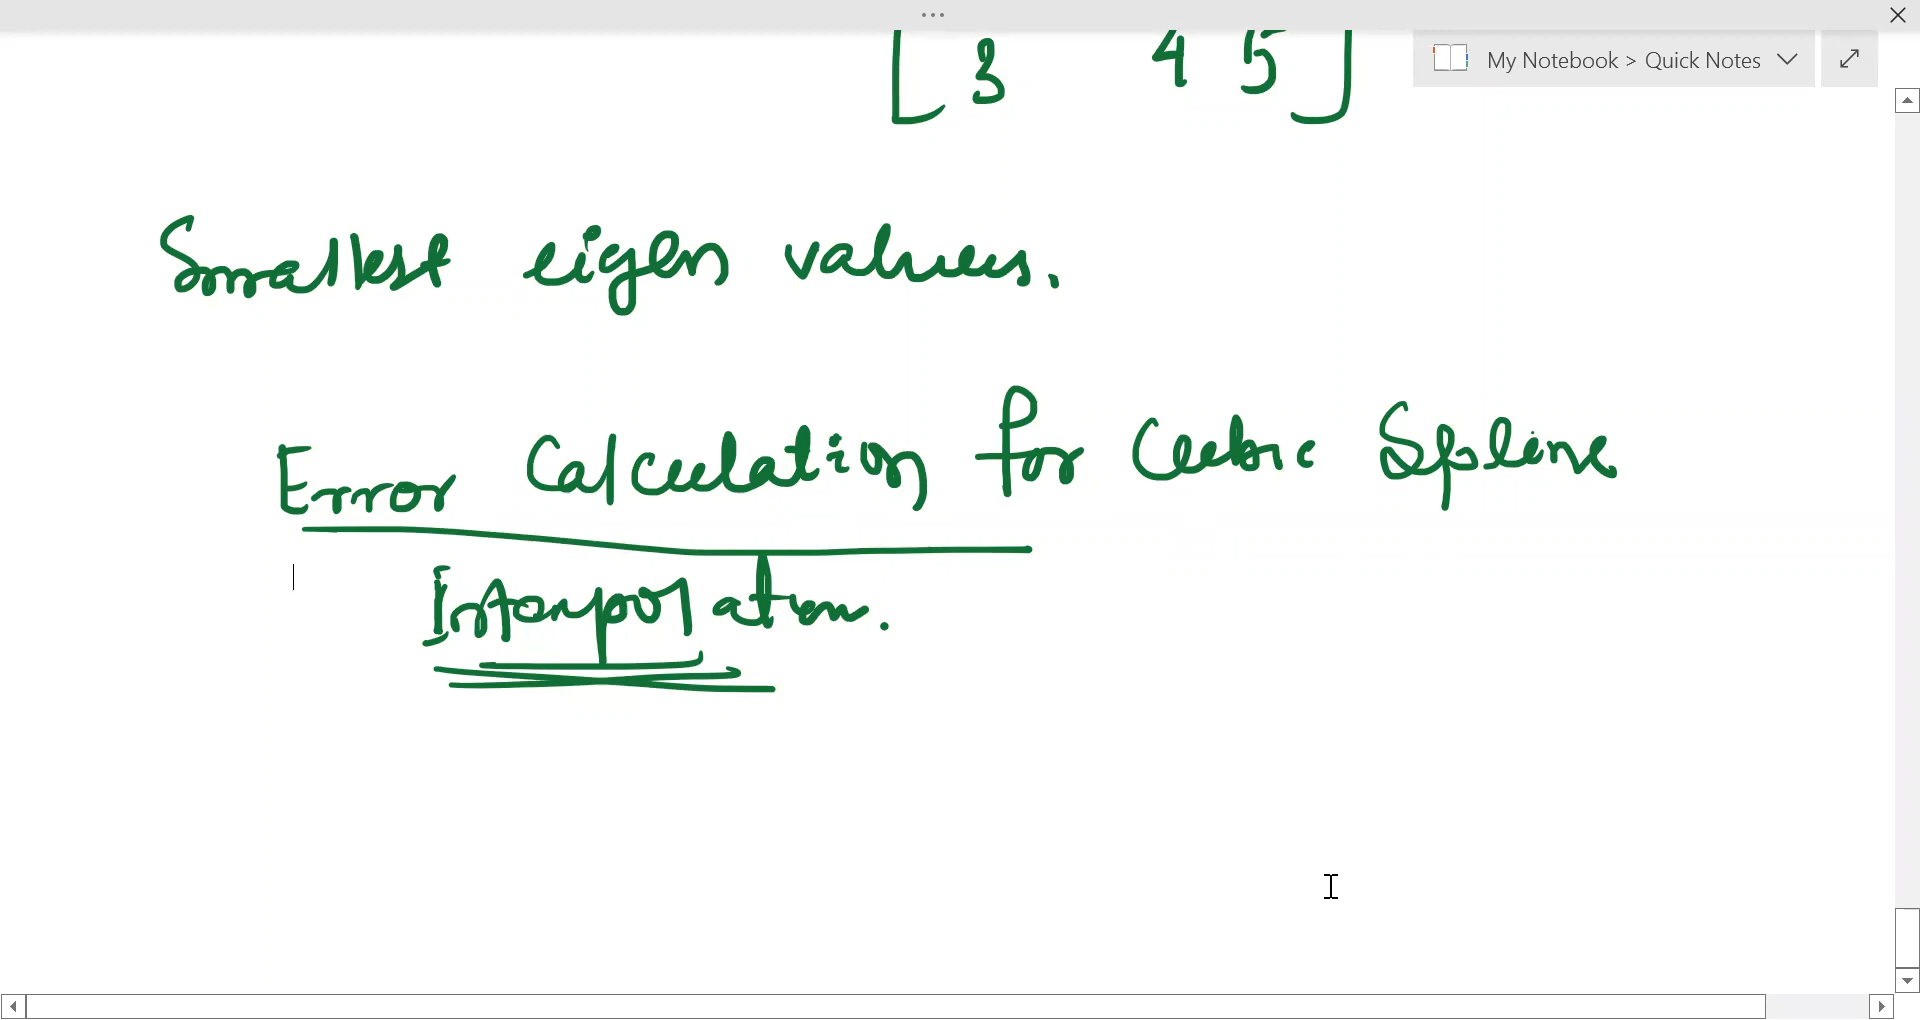 [ 3 4 5 ]
My Notebook > Quick Notes
Smallest eigen values.
Error Calculation for Cubic Spline
Interpolation.